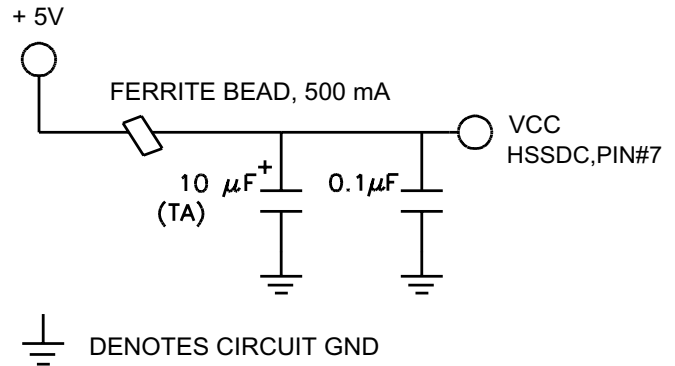 + 5V
FERRITE BEAD, 500 mA
VCC
HSSDC,PIN#7
10 µF +
(TA)
0.1µF
DENOTES CIRCUIT GND